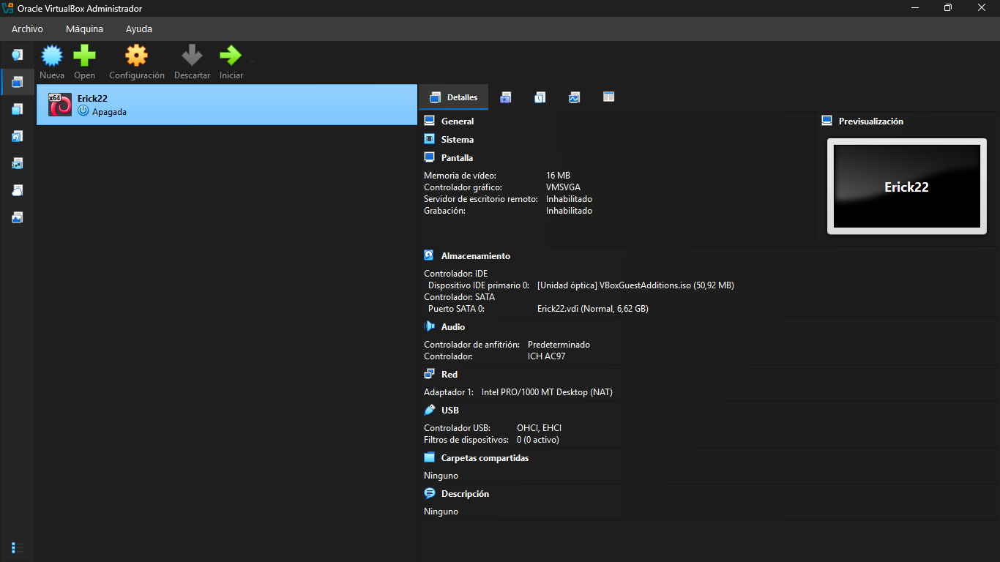 Oracle VirtualBox Administrador
Archivo Máquina Ayuda
Nueva Open Configuración Descartar Iniciar
x64
Erick22
Apagada
Detalles
General
Sistema
Pantalla
Memoria de vídeo: 16 MB
Controlador gráfico: VMSVGA
Servidor de escritorio remoto: Inhabilitado
Grabación: Inhabilitado
Previsualización
Erick22
Almacenamiento
Controlador: IDE
Dispositivo IDE primario 0: [Unidad óptica] VBoxGuestAdditions.iso (50,92 MB)
Controlador: SATA
Puerto SATA 0: Erick22.vdi (Normal, 6,62 GB)
Audio
Controlador de anfitrión: Predeterminado
Controlador: ICH AC97
Red
Adaptador 1: Intel PRO/1000 MT Desktop (NAT)
USB
Controlador USB: OHCI, EHCI
Filtros de dispositivos: 0 (0 activo)
Carpetas compartidas
Ninguno
Descripción
Ninguno